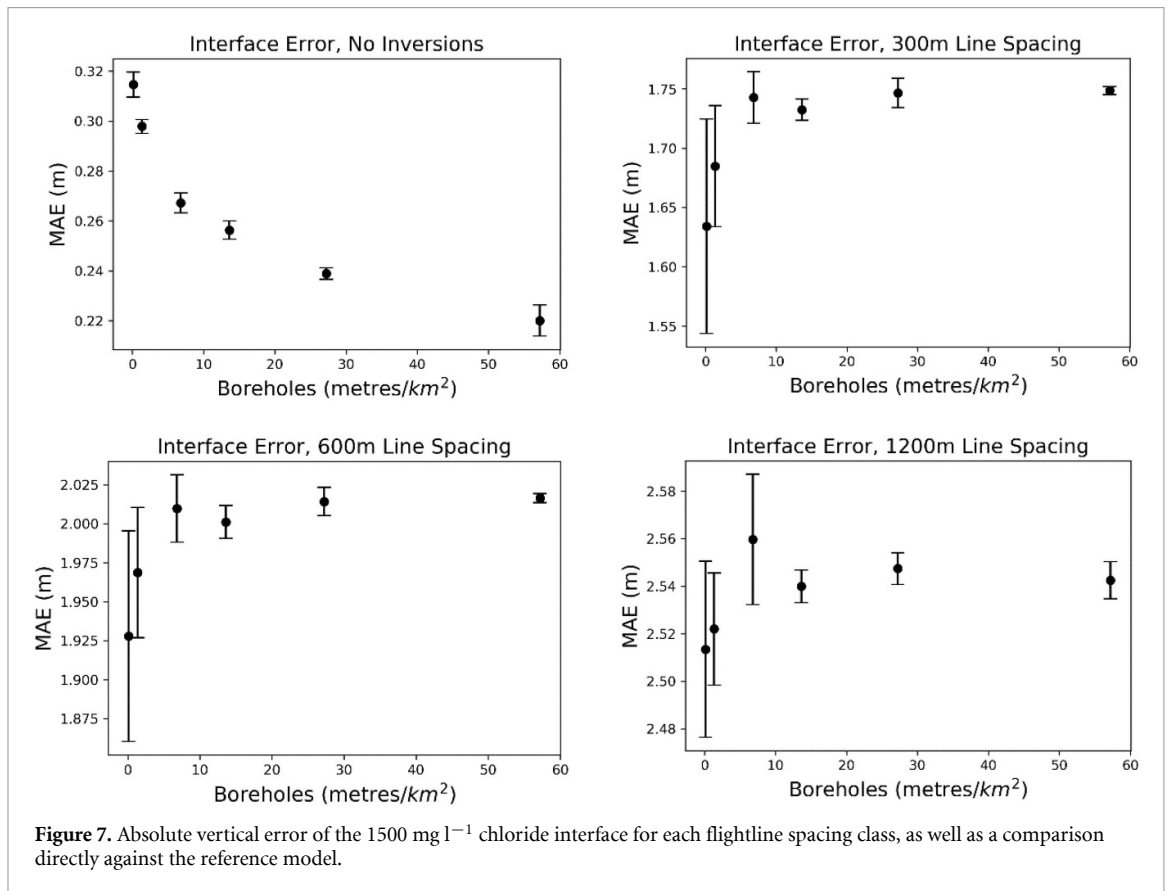 Interface Error, No Inversions
0.32
0.30
0.28
0.26
0.24
0.22
MAE (m)
0 10 20 30 40 50 60
Boreholes (metres/km²)
Interface Error, 300m Line Spacing
1.75
1.70
1.65
1.60
1.55
MAE (m)
0 10 20 30 40 50 60
Boreholes (metres/km²)
Interface Error, 600m Line Spacing
2.025
2.000
1.975
1.950
1.925
1.900
1.875
MAE (m)
0 10 20 30 40 50 60
Boreholes (metres/km²)
Interface Error, 1200m Line Spacing
2.58
2.56
2.54
2.52
2.50
2.48
MAE (m)
0 10 20 30 40 50 60
Boreholes (metres/km²)
Figure 7. Absolute vertical error of the 1500 mg l⁻¹ chloride interface for each flightline spacing class, as well as a comparison
directly against the reference model.